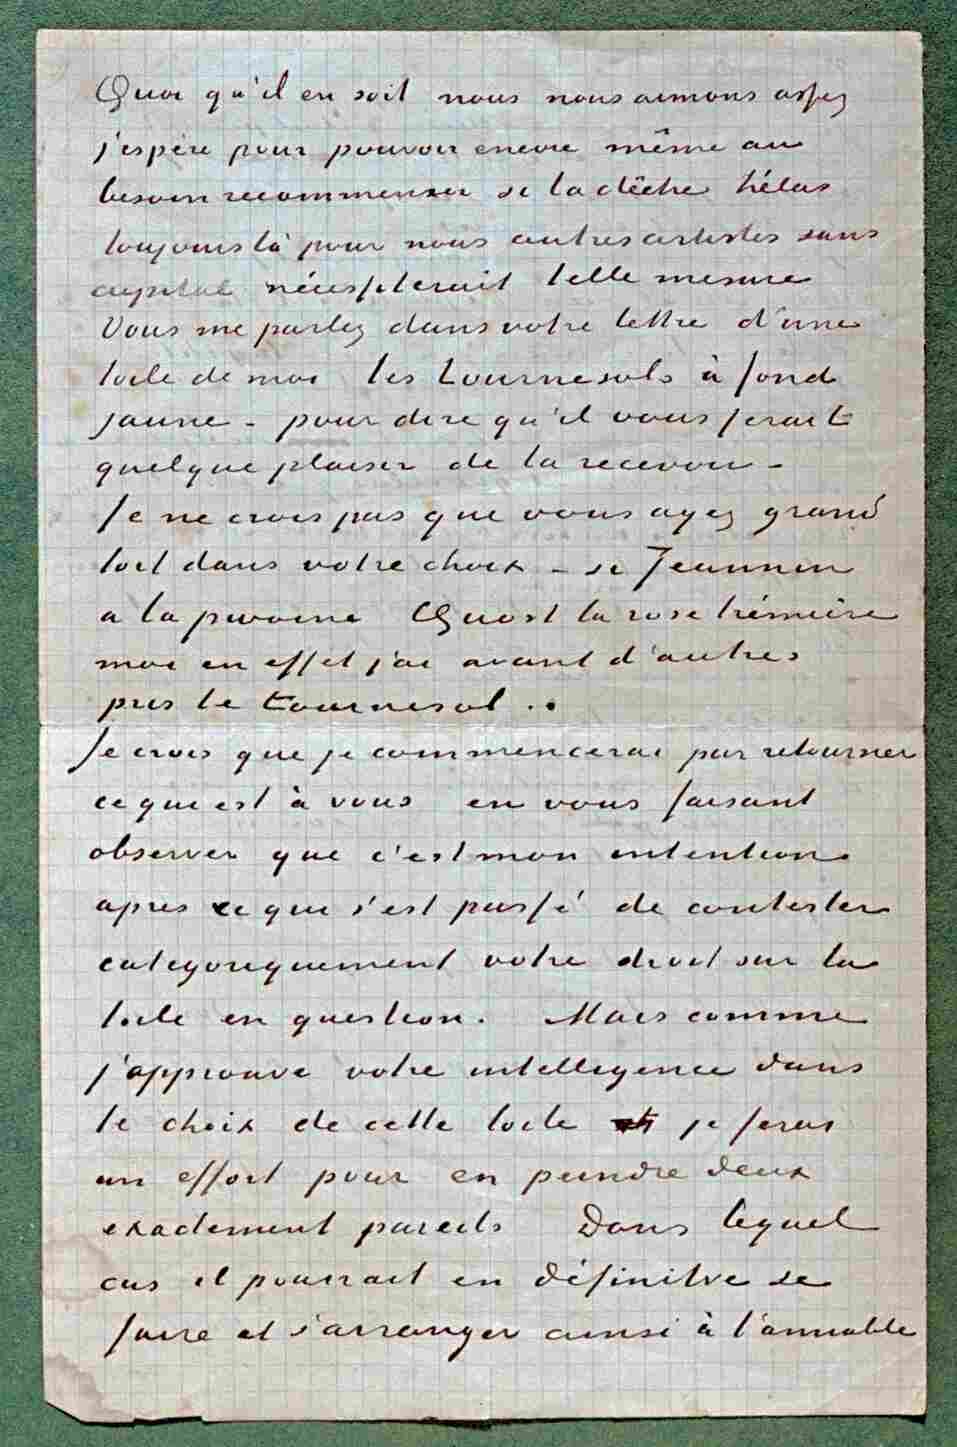 Quoi qu'il en soit nous nous aimons assez
j'espère pour pouvoir encore même au
besoin recommencer si la dêche hélas
toujours là pour nous autres artistes sans
capital nécessiterait telle mesure
Vous me parlez dans votre lettre d'une
toile de moi les tournesols à fond
jaune – pour dire qu'il vous ferait
quelque plaisir de la recevoir –
Je ne crois pas que vous ayez grand
tort dans votre choix – si Jeannin
a la pivoine Quost la rose trémière
moi en effet j'ai avant d'autres
pris le tournesol ..
Je crois que je commencerai par retourner
ce qui est à vous en vous faisant
observer que c'est mon intention
apres ce qui s'est passé de contester
categoriquement votre droit sur la
toile en question. Mais comme
j'approuve votre intelligence dans
le choix de cette toile je ferai
un effort pour en peindre deux
exactement pareils Dans lequel
cas il pourrait en définitive se
faire et s'arranger ainsi à l'amiable